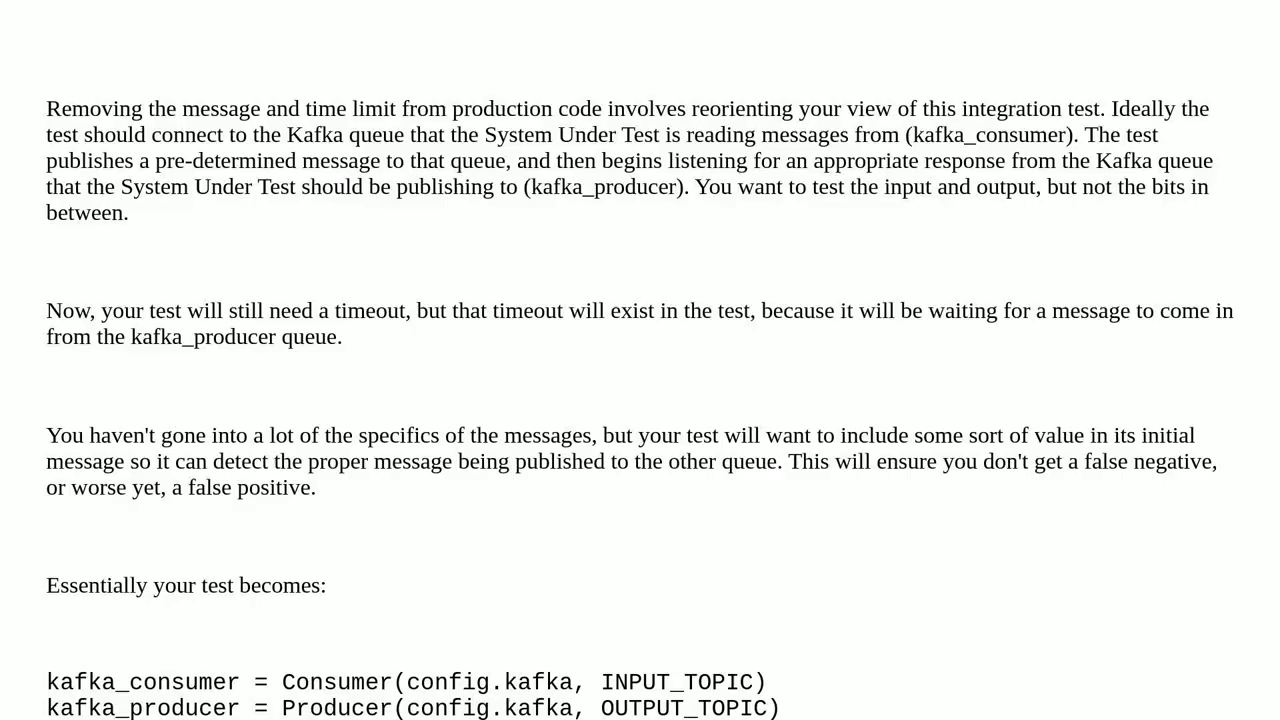 Removing the message and time limit from production code involves reorienting your view of this integration test. Ideally the
test should connect to the Kafka queue that the System Under Test is reading messages from (kafka_consumer). The test
publishes a pre-determined message to that queue, and then begins listening for an appropriate response from the Kafka queue
that the System Under Test should be publishing to (kafka_producer). You want to test the input and output, but not the bits in
between.
Now, your test will still need a timeout, but that timeout will exist in the test, because it will be waiting for a message to come in
from the kafka_producer queue.
You haven't gone into a lot of the specifics of the messages, but your test will want to include some sort of value in its initial
message so it can detect the proper message being published to the other queue. This will ensure you don't get a false negative,
or worse yet, a false positive.
Essentially your test becomes:
kafka_consumer = Consumer(config.kafka, INPUT_TOPIC)
kafka_producer = Producer(config.kafka, OUTPUT_TOPIC)